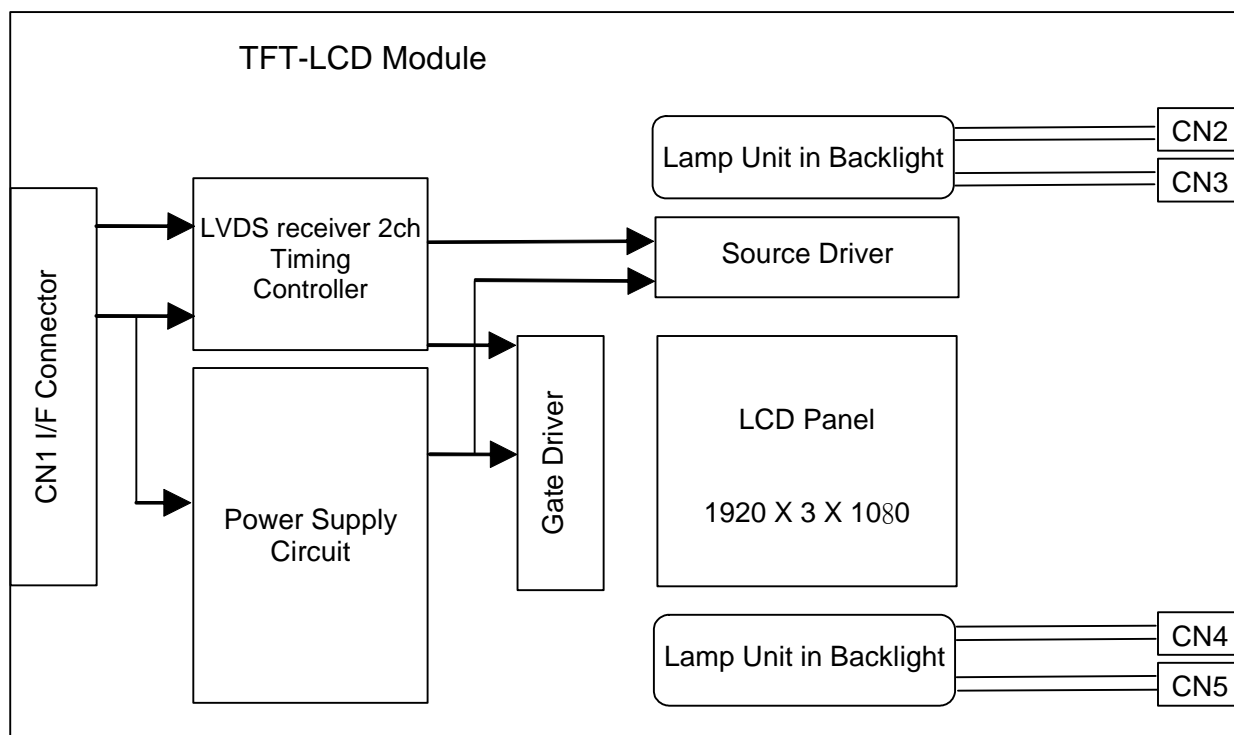 TFT-LCD Module
Lamp Unit in Backlight
CN2
CN3
CN1 I/F Connector
LVDS receiver 2ch
Timing
Controller
Source Driver
Gate Driver
LCD Panel
1920 X 3 X 1080
Power Supply
Circuit
Lamp Unit in Backlight
CN4
CN5